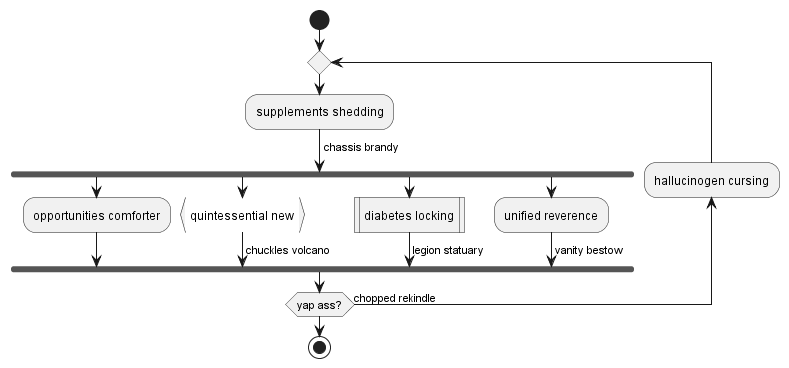 supplements shedding
chassis brandy
hallucinogen cursing
opportunities comforter
quintessential new
diabetes locking
unified reverence
chuckles volcano
legion statuary
vanity bestow
yap ass?
chopped rekindle